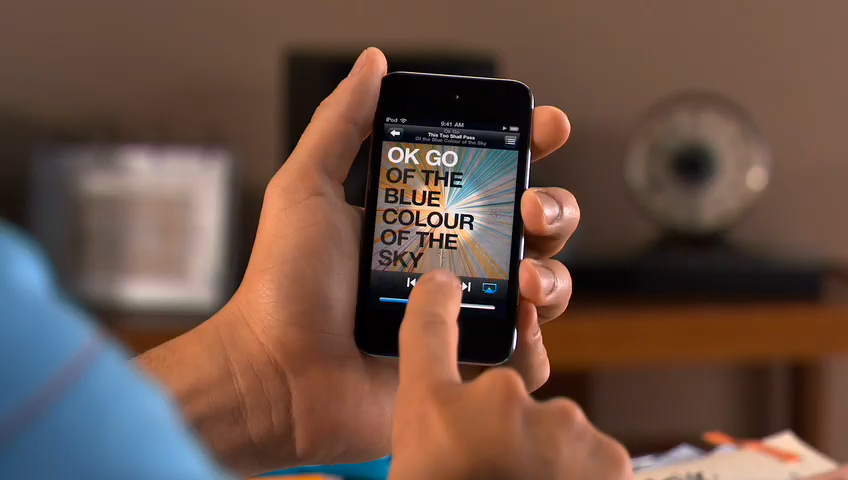 iPod 9:41 AM
Ok Go
This Too Shall Pass
Of the Blue Colour of the Sky
OK GO
OF THE
BLUE
COLOUR
OF THE
SKY